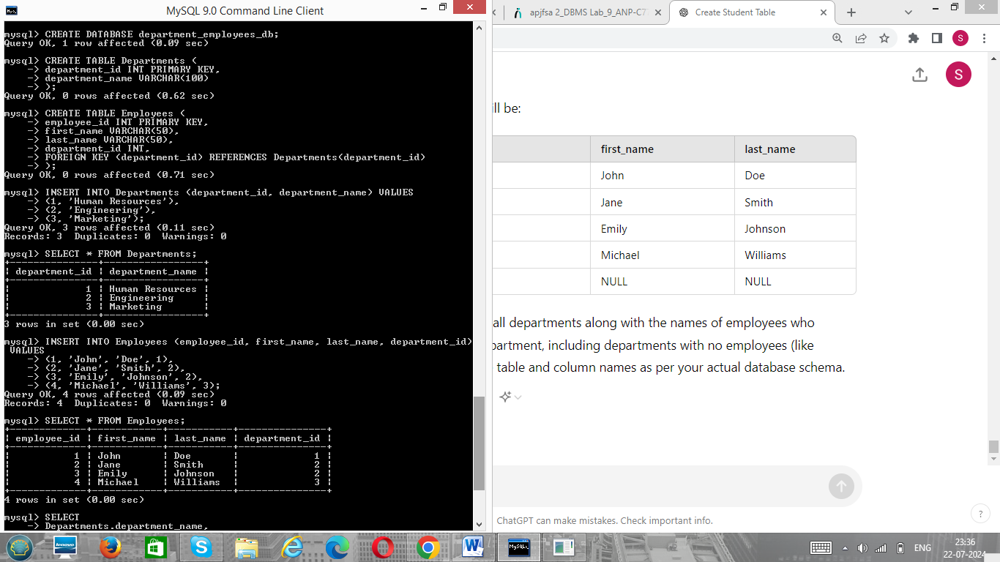 MySQL 9.0 Command Line Client
mysql> CREATE DATABASE department_employees_db;
Query OK, 1 row affected (0.09 sec)
mysql> CREATE TABLE Departments (
-> department_id INT PRIMARY KEY,
-> department_name VARCHAR(100)
-> );
Query OK, 0 rows affected (0.62 sec)
mysql> CREATE TABLE Employees (
-> employee_id INT PRIMARY KEY,
-> first_name VARCHAR(50),
-> last_name VARCHAR(50),
-> department_id INT,
-> FOREIGN KEY (department_id) REFERENCES Departments(department_id)
-> );
Query OK, 0 rows affected (0.71 sec)
mysql> INSERT INTO Departments (department_id, department_name) VALUES
-> (1, 'Human Resources'),
-> (2, 'Engineering'),
-> (3, 'Marketing');
Query OK, 3 rows affected (0.11 sec)
Records: 3  Duplicates: 0  Warnings: 0
mysql> SELECT * FROM Departments;
+---------------+-----------------+
| department_id | department_name |
+---------------+-----------------+
|             1 | Human Resources |
|             2 | Engineering     |
|             3 | Marketing       |
+---------------+-----------------+
3 rows in set (0.00 sec)
mysql> INSERT INTO Employees (employee_id, first_name, last_name, department_id)
VALUES
-> (1, 'John', 'Doe', 1),
-> (2, 'Jane', 'Smith', 2),
-> (3, 'Emily', 'Johnson', 2),
-> (4, 'Michael', 'Williams', 3);
Query OK, 4 rows affected (0.09 sec)
Records: 4  Duplicates: 0  Warnings: 0
mysql> SELECT * FROM Employees;
+-------------+------------+-----------+---------------+
| employee_id | first_name | last_name | department_id |
+-------------+------------+-----------+---------------+
|           1 | John       | Doe       |             1 |
|           2 | Jane       | Smith     |             2 |
|           3 | Emily      | Johnson   |             2 |
|           4 | Michael    | Williams  |             3 |
+-------------+------------+-----------+---------------+
4 rows in set (0.00 sec)
mysql> SELECT
-> Departments.department_name,
apjfsa 2_DBMS Lab_9_ANP-C7
Create Student Table
S
S
ll be:
first_name last_name
John Doe
Jane Smith
Emily Johnson
Michael Williams
NULL NULL
all departments along with the names of employees who
partment, including departments with no employees (like
table and column names as per your actual database schema.
ChatGPT can make mistakes. Check important info.
?
lenovo
MySQL
ENG
23:36
22-07-2024